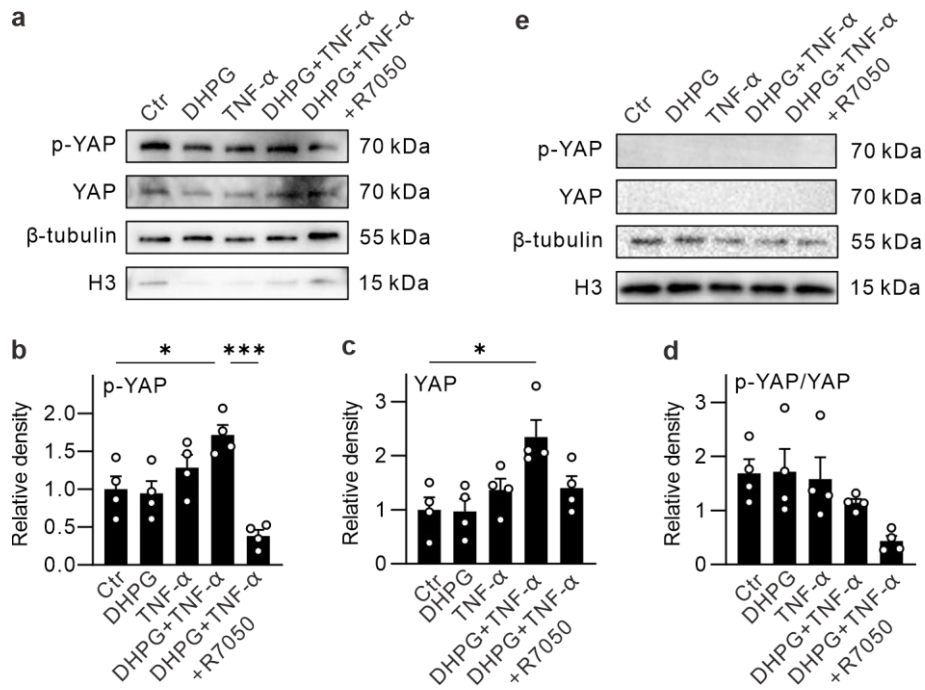 a
Ctr
DHPG
TNF-α
DHPG+TNF-α
DHPG+TNF-α
+R7050
p-YAP
70 kDa
YAP
70 kDa
β-tubulin
55 kDa
H3
15 kDa
e
Ctr
DHPG
TNF-α
DHPG+TNF-α
DHPG+TNF-α
+R7050
p-YAP
70 kDa
YAP
70 kDa
β-tubulin
55 kDa
H3
15 kDa
b
p-YAP
* ***
Relative density
2.0
1.5
1.0
0.5
0.0
Ctr
DHPG
TNF-α
DHPG+TNF-α
DHPG+TNF-α
+R7050
c
YAP
*
Relative density
3
2
1
0
Ctr
DHPG
TNF-α
DHPG+TNF-α
DHPG+TNF-α
+R7050
d
p-YAP/YAP
Relative density
3
2
1
0
Ctr
DHPG
TNF-α
DHPG+TNF-α
DHPG+TNF-α
+R7050